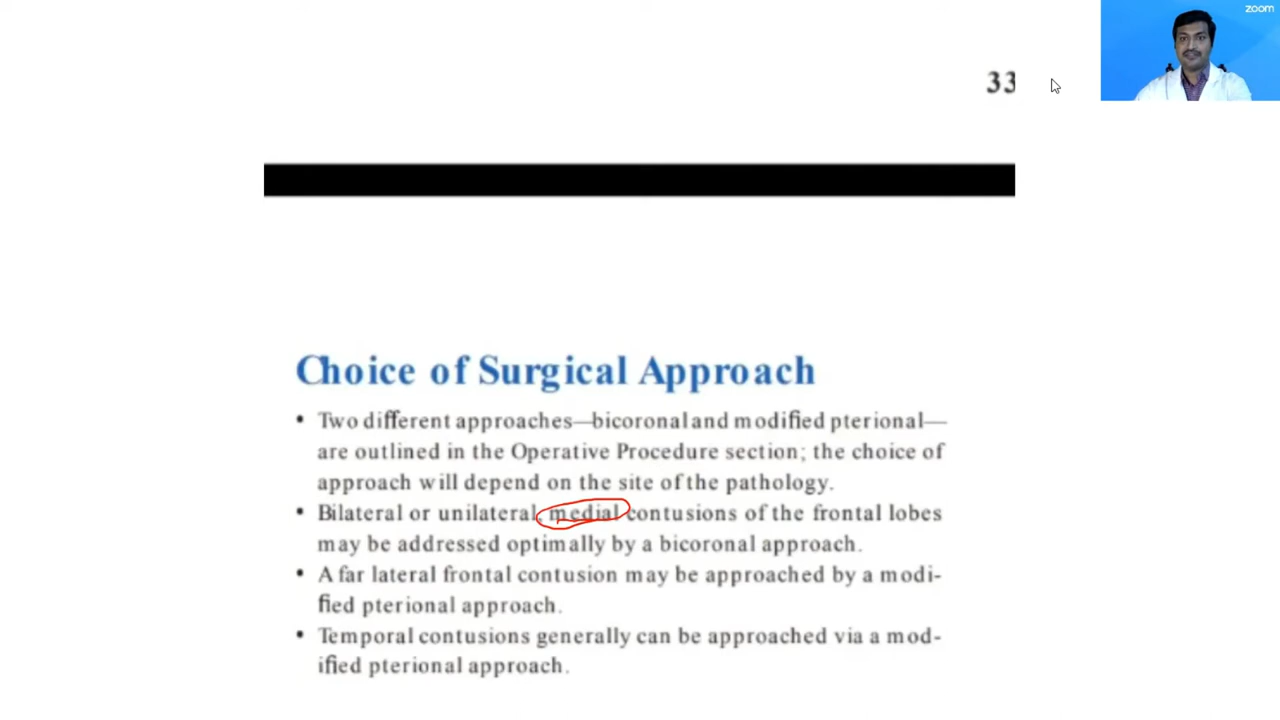 zoom
33
Choice of Surgical Approach
• Two different approaches—bicoronal and modified pterional—
are outlined in the Operative Procedure section; the choice of
approach will depend on the site of the pathology.
• Bilateral or unilateral, medial contusions of the frontal lobes
may be addressed optimally by a bicoronal approach.
• A far lateral frontal contusion may be approached by a modi-
fied pterional approach.
• Temporal contusions generally can be approached via a mod-
ified pterional approach.